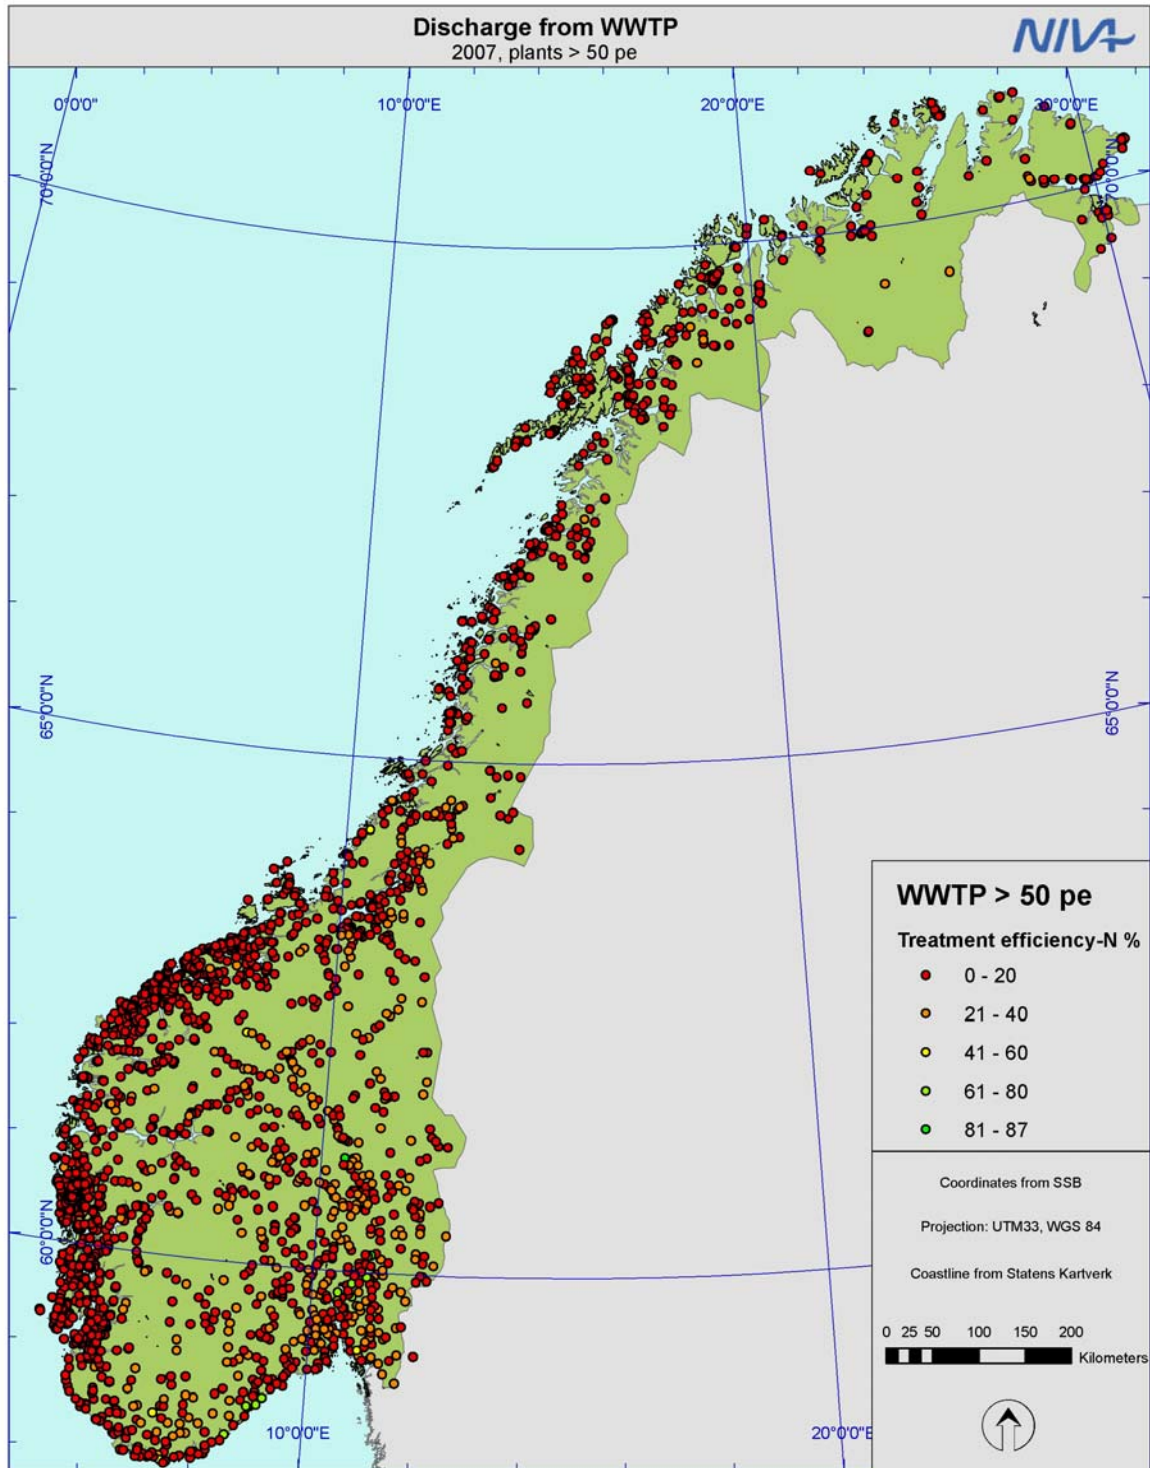 Discharge from WWTP
2007, plants > 50 pe
NIVA
0°0'0"
10°0'0"E
20°0'0"E
30°0'0"E
70°0'0"N
70°0'0"N
65°0'0"N
65°0'0"N
60°0'0"N
10°0'0"E
20°0'0"
WWTP > 50 pe
Treatment efficiency-N %
0 - 20
21 - 40
41 - 60
61 - 80
81 - 87
Coordinates from SSB
Projection: UTM33, WGS 84
Coastline from Statens Kartverk
0 25 50 100 150 200
Kilometers